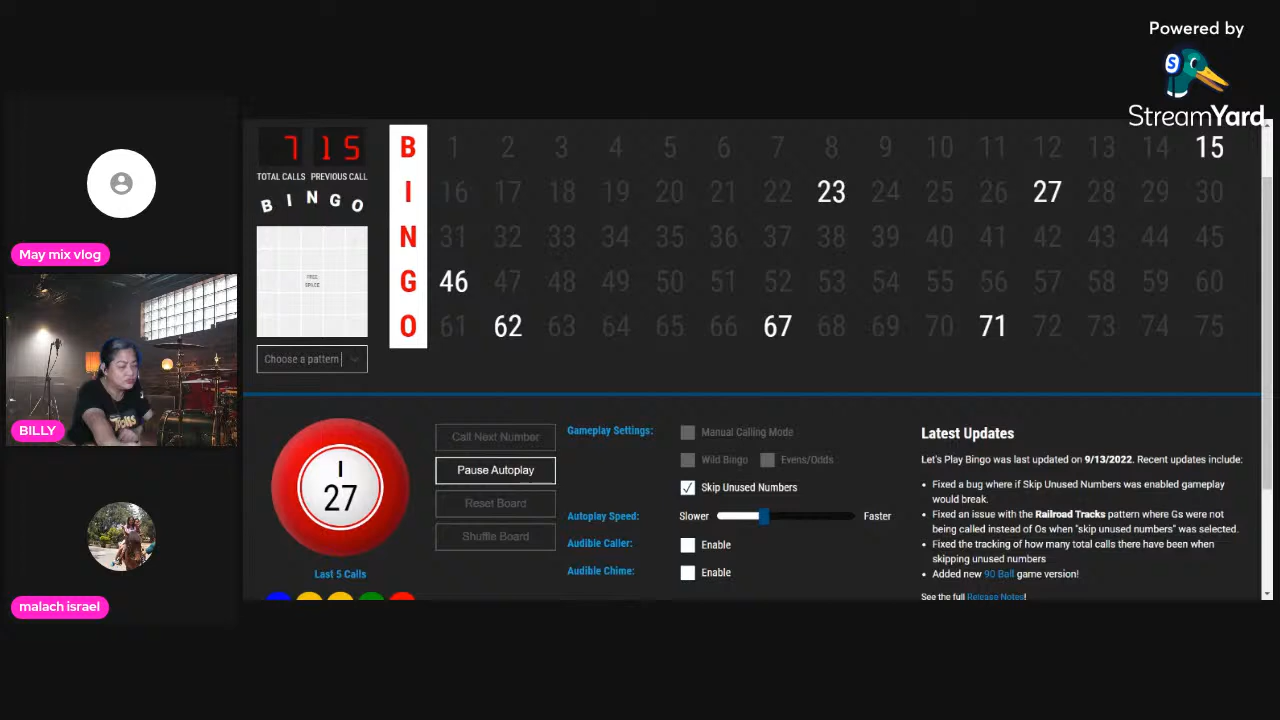 Powered by
StreamYard
7 15
TOTAL CALLS PREVIOUS CALL
BINGO
FREE
SPACE
Choose a pattern
B 1 2 3 4 5 6 7 8 9 10 11 12 13 14 15
I 16 17 18 19 20 21 22 23 24 25 26 27 28 29 30
N 31 32 33 34 35 36 37 38 39 40 41 42 43 44 45
G 46 47 48 49 50 51 52 53 54 55 56 57 58 59 60
O 61 62 63 64 65 66 67 68 69 70 71 72 73 74 75
May mix vlog
BILLY
malach israel
I
27
Last 5 Calls
Call Next Number
Pause Autoplay
Reset Board
Shuffle Board
Gameplay Settings:
Manual Calling Mode
Wild Bingo Evens/Odds
Skip Unused Numbers
Autoplay Speed: Slower Faster
Audible Caller: Enable
Audible Chime: Enable
Latest Updates
Let's Play Bingo was last updated on 9/13/2022. Recent updates include:
• Fixed a bug where if Skip Unused Numbers was enabled gameplay
would break.
• Fixed an issue with the Railroad Tracks pattern where Gs were not
being called instead of Os when "skip unused numbers" was selected.
• Fixed the tracking of how many total calls there have been when
skipping unused numbers
• Added new 90 Ball game version!
See the full Release Notes!